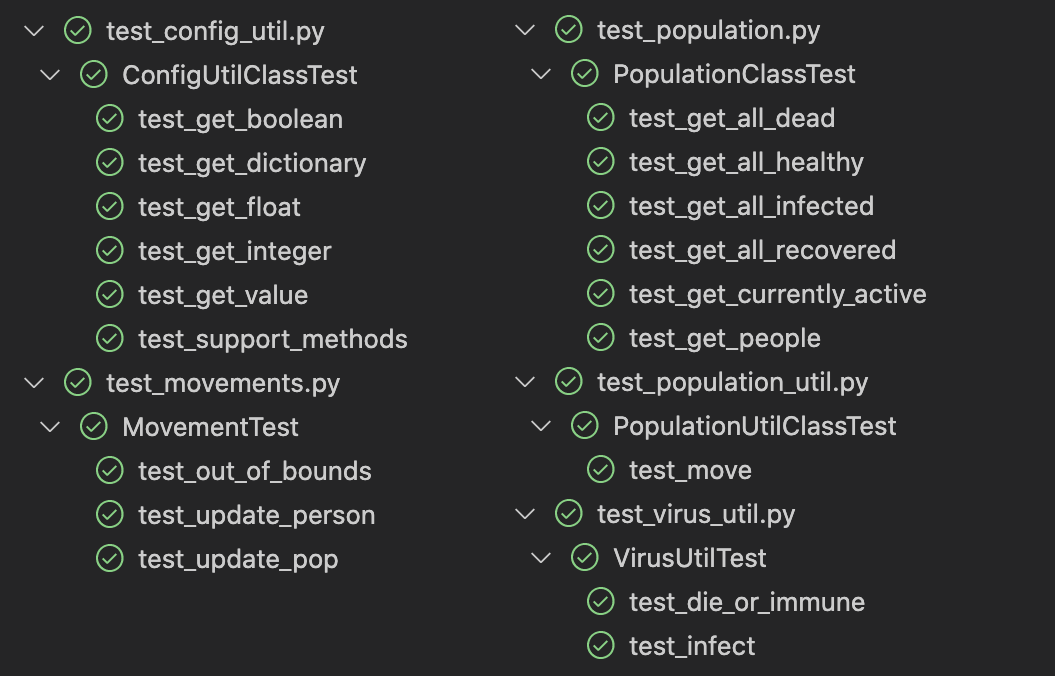 test_config_util.py
ConfigUtilClassTest
test_get_boolean
test_get_dictionary
test_get_float
test_get_integer
test_get_value
test_support_methods
test_movements.py
MovementTest
test_out_of_bounds
test_update_person
test_update_pop
test_population.py
PopulationClassTest
test_get_all_dead
test_get_all_healthy
test_get_all_infected
test_get_all_recovered
test_get_currently_active
test_get_people
test_population_util.py
PopulationUtilClassTest
test_move
test_virus_util.py
VirusUtilTest
test_die_or_immune
test_infect